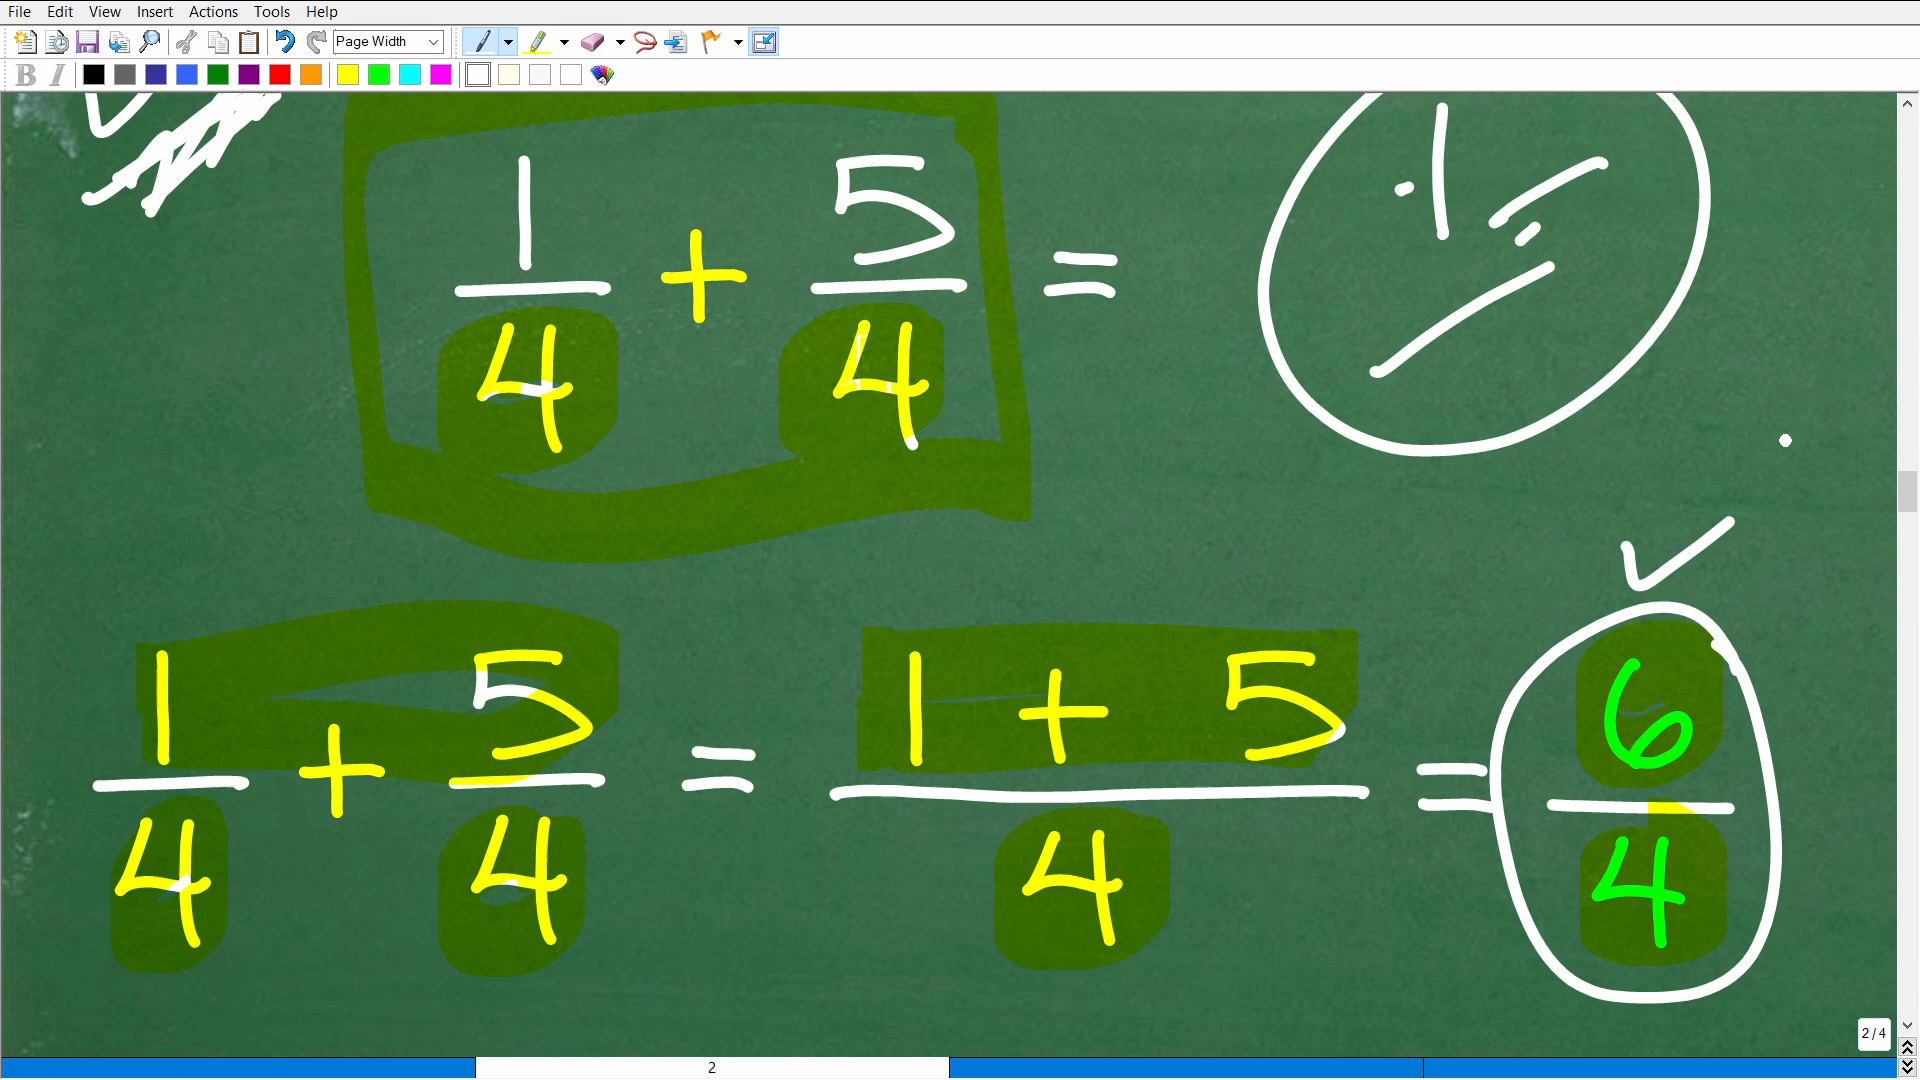 File Edit View Insert Actions Tools Help
Page Width
B I
1/4 + 5/4 =
1/4 + 5/4 = 1 + 5/4 = 6/4
2 / 4
2